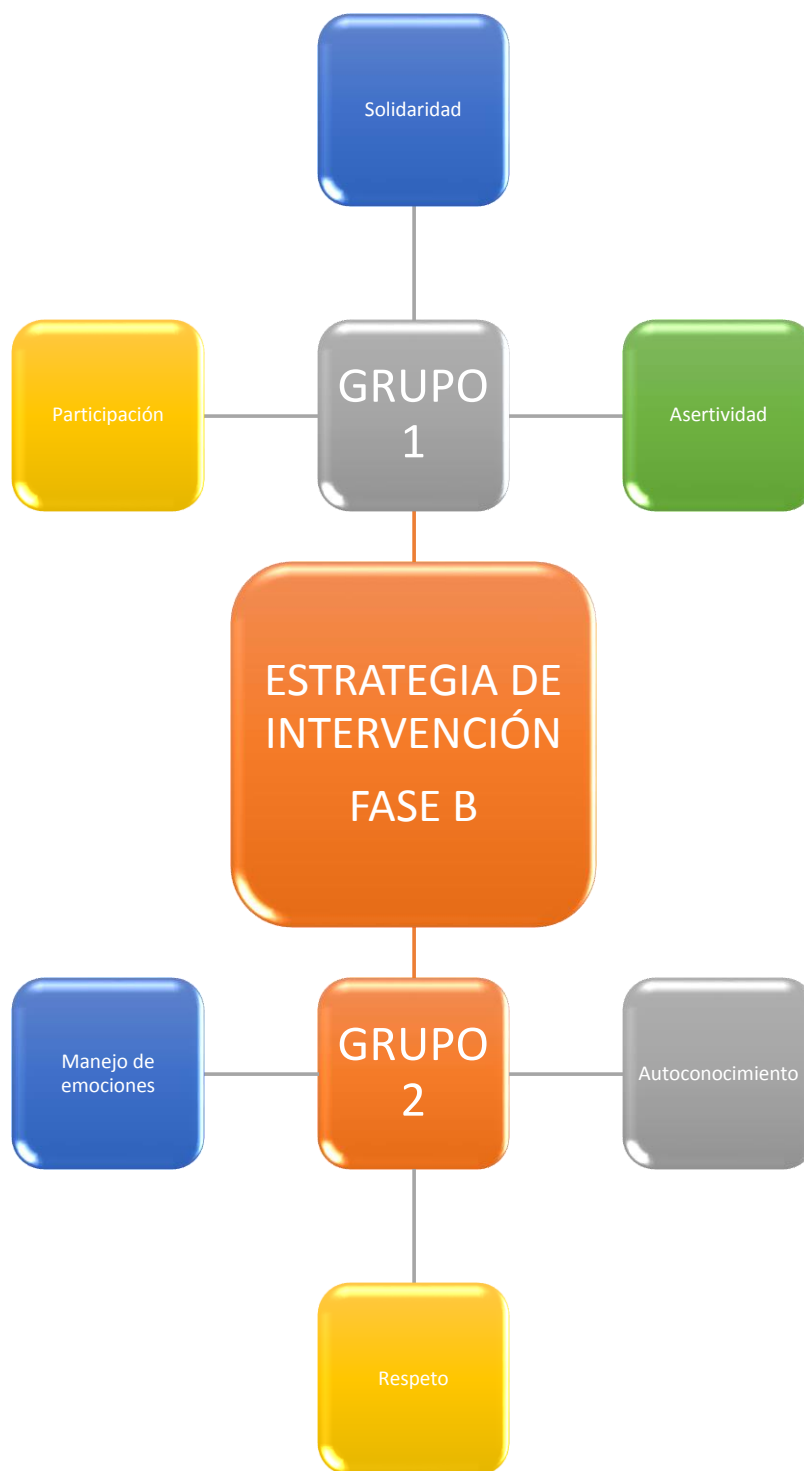 Solidaridad
Participación
GRUPO
1
Asertividad
ESTRATEGIA DE
INTERVENCIÓN
FASE B
Manejo de
emociones
GRUPO
2
Autoconocimiento
Respeto